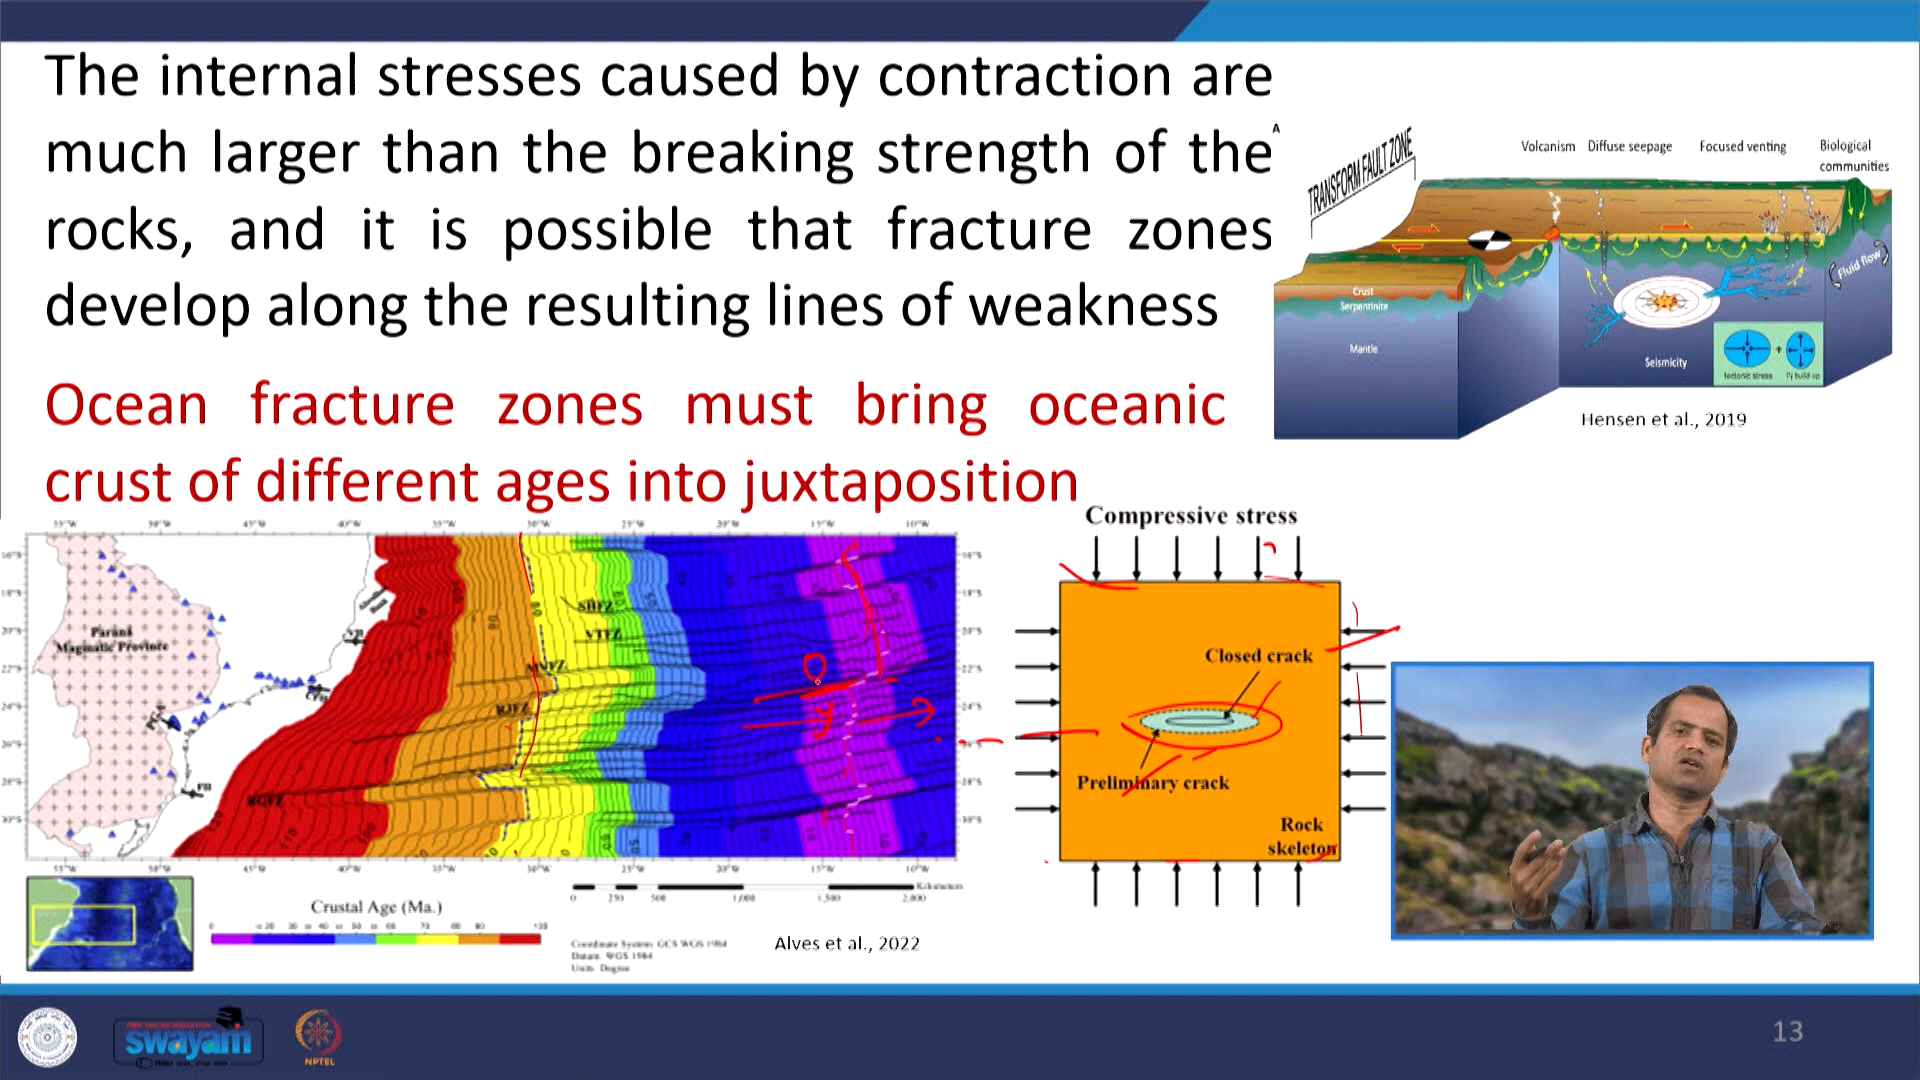 The internal stresses caused by contraction are
much larger than the breaking strength of the
rocks, and it is possible that fracture zones
develop along the resulting lines of weakness
Ocean fracture zones must bring oceanic
crust of different ages into juxtaposition
A
TRANSFORM FAULT ZONE
Volcanism Diffuse seepage Focused venting Biological
communities
Crust
Serpentinite
Mantle
Fluid flow
Seismicity
tectonic stress
Pf build up
Hensen et al., 2019
Paraná
Magmatic Province
SHFZ
VTFZ
MNFZ
RJFZ
RGFZ
Crustal Age (Ma.)
0 250 500 1,000 1,500 2,000
Kilometers
Coordinate System: GCS WGS 1984
Datum: WGS 1984
Units: Degree
Alves et al., 2022
Compressive stress
Closed crack
Preliminary crack
Rock
skeleton
swayam
NPTEL
13